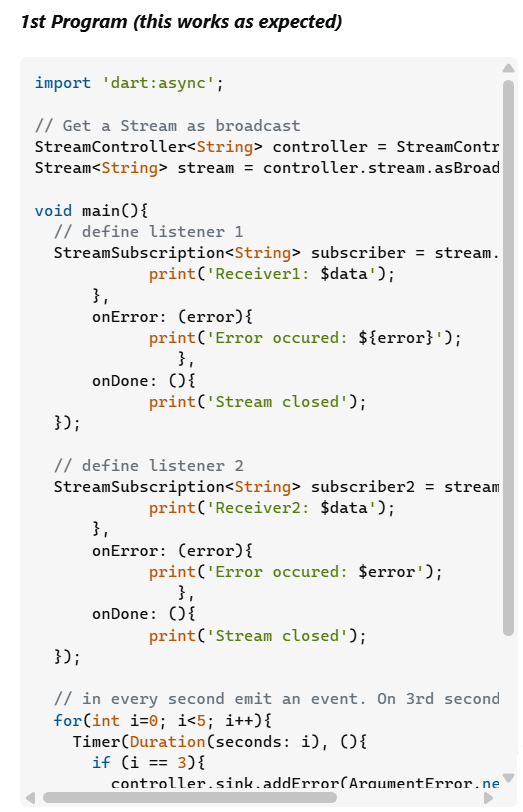 1st Program (this works as expected)
import 'dart:async';
// Get a Stream as broadcast
StreamController<String> controller = StreamContr
Stream<String> stream = controller.stream.asBroad
void main(){
  // define listener 1
  StreamSubscription<String> subscriber = stream.
            print('Receiver1: $data');
      },
      onError: (error){
            print('Error occured: ${error}');
               },
      onDone: (){
            print('Stream closed');
  });
  // define listener 2
  StreamSubscription<String> subscriber2 = stream
            print('Receiver2: $data');
      },
      onError: (error){
            print('Error occured: $error');
               },
      onDone: (){
            print('Stream closed');
  });
  // in every second emit an event. On 3rd second
  for(int i=0; i<5; i++){
    Timer(Duration(seconds: i), (){
      if (i == 3){
        controller.sink.addError(ArgumentError.ne